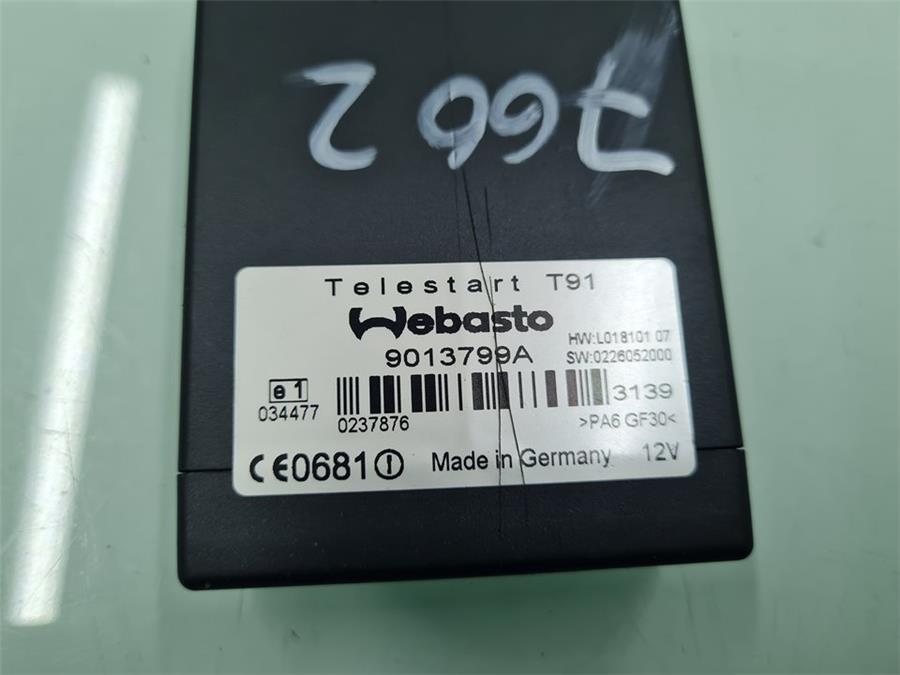 7662
Telestart T91
Webasto
9013799A
HW:L018101 07
SW:0226052000
e1
034477
0237876
3139
>PA6 GF30<
CE0681
Made in Germany 12V